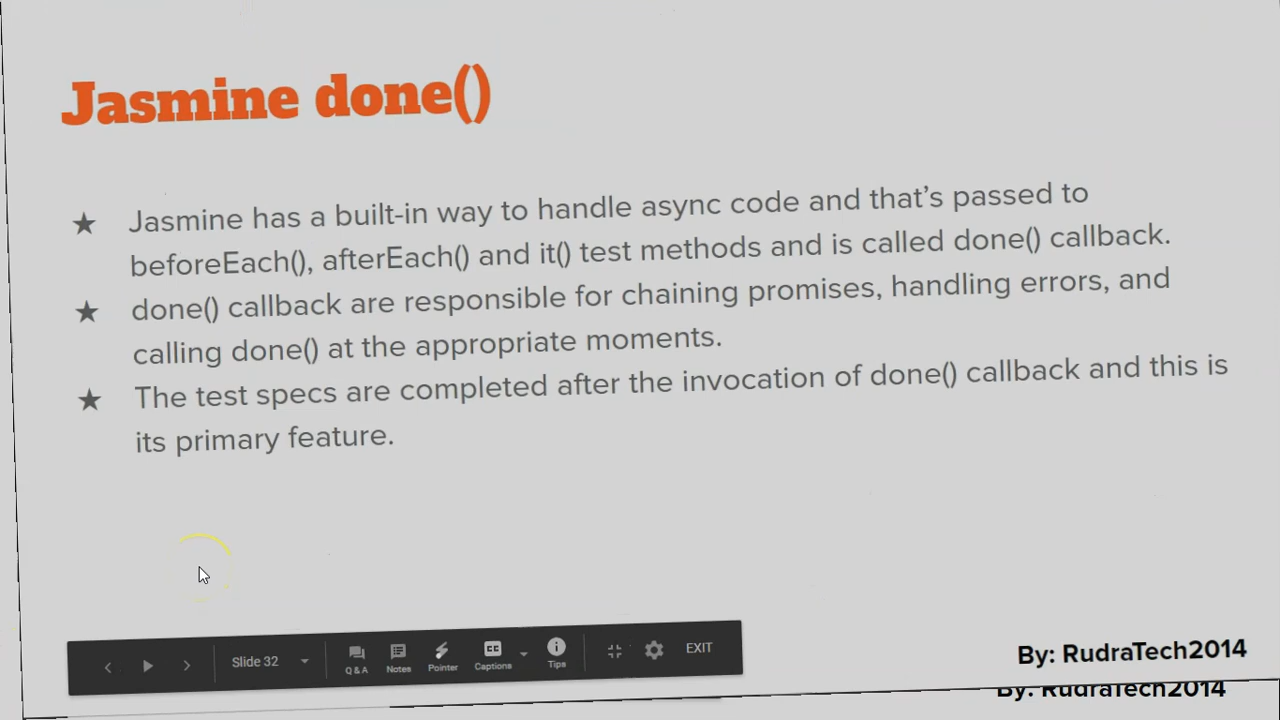 Jasmine done()
★ Jasmine has a built-in way to handle async code and that's passed to
beforeEach(), afterEach() and it() test methods and is called done() callback.
★ done() callback are responsible for chaining promises, handling errors, and
calling done() at the appropriate moments.
★ The test specs are completed after the invocation of done() callback and this is
its primary feature.
Slide 32
Q & A
Notes
Pointer
CC
Captions
Tips
EXIT
By: RudraTech2014
By: RudraTech2014